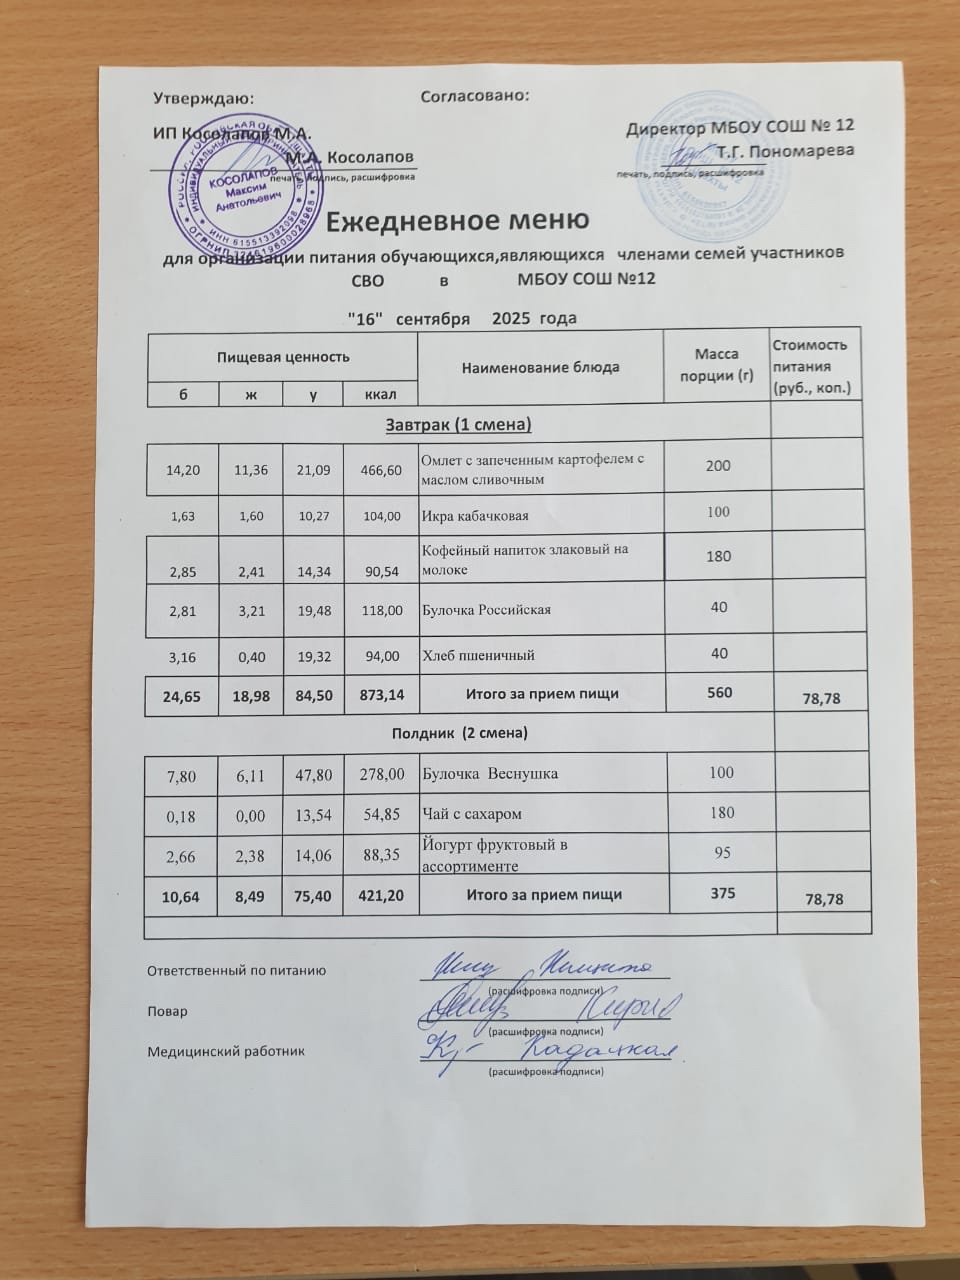 Утверждаю: Согласовано:
ИП Косолапов М.А. Директор МБОУ СОШ № 12
М.А. Косолапов Т.Г. Пономарева
печать, подпись, расшифровка печать, подпись, расшифровка
КОСОЛАПОВ
Максим
Анатольевич
Ежедневное меню
для организации питания обучающихся,являющихся членами семей участников
СВО в МБОУ СОШ №12
"16" сентября 2025 года
Пищевая ценность Наименование блюда Масса порции (г) Стоимость питания (руб., коп.)
б ж у ккал
Завтрак (1 смена)
14,20 11,36 21,09 466,60 Омлет с запеченным картофелем с 200
маслом сливочным
1,63 1,60 10,27 104,00 Икра кабачковая 100
Кофейный напиток злаковый на 180
2,85 2,41 14,34 90,54 молоке
2,81 3,21 19,48 118,00 Булочка Российская 40
3,16 0,40 19,32 94,00 Хлеб пшеничный 40
24,65 18,98 84,50 873,14 Итого за прием пищи 560 78,78
Полдник (2 смена)
7,80 6,11 47,80 278,00 Булочка Веснушка 100
0,18 0,00 13,54 54,85 Чай с сахаром 180
2,66 2,38 14,06 88,35 Йогурт фруктовый в 95
ассортименте
10,64 8,49 75,40 421,20 Итого за прием пищи 375 78,78
Ответственный по питанию
(расшифровка подписи)
Повар
(расшифровка подписи)
Медицинский работник
(расшифровка подписи)